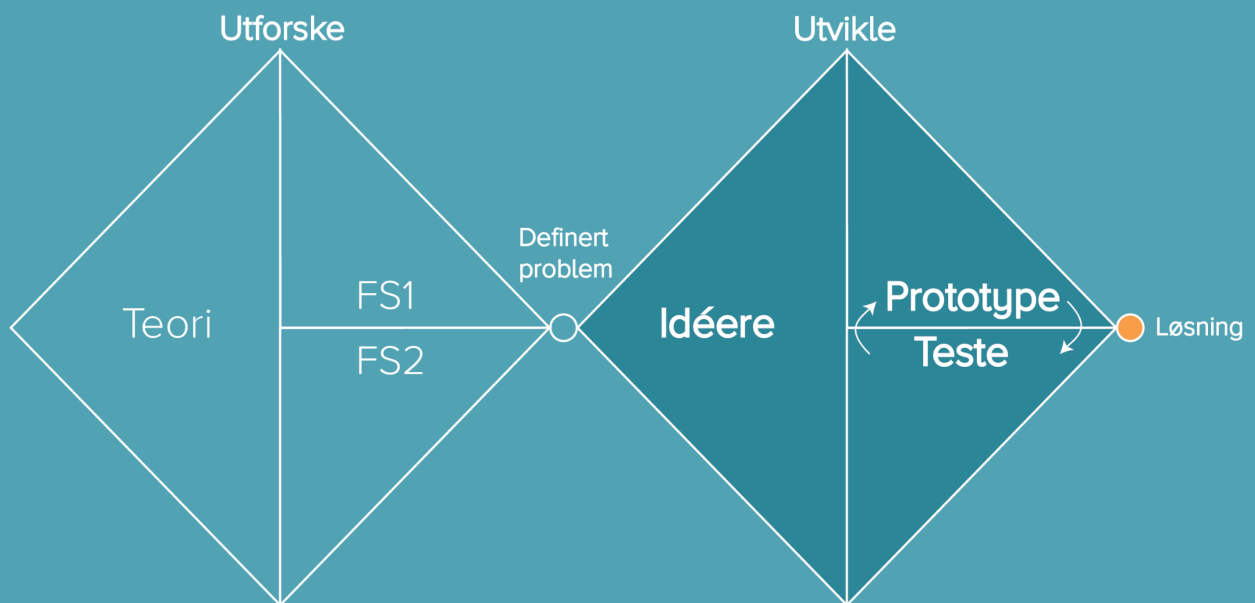 Utforske
Utvikle
Definert
problem
Teori
FS1
FS2
Idéere
Prototype
Teste
Løsning